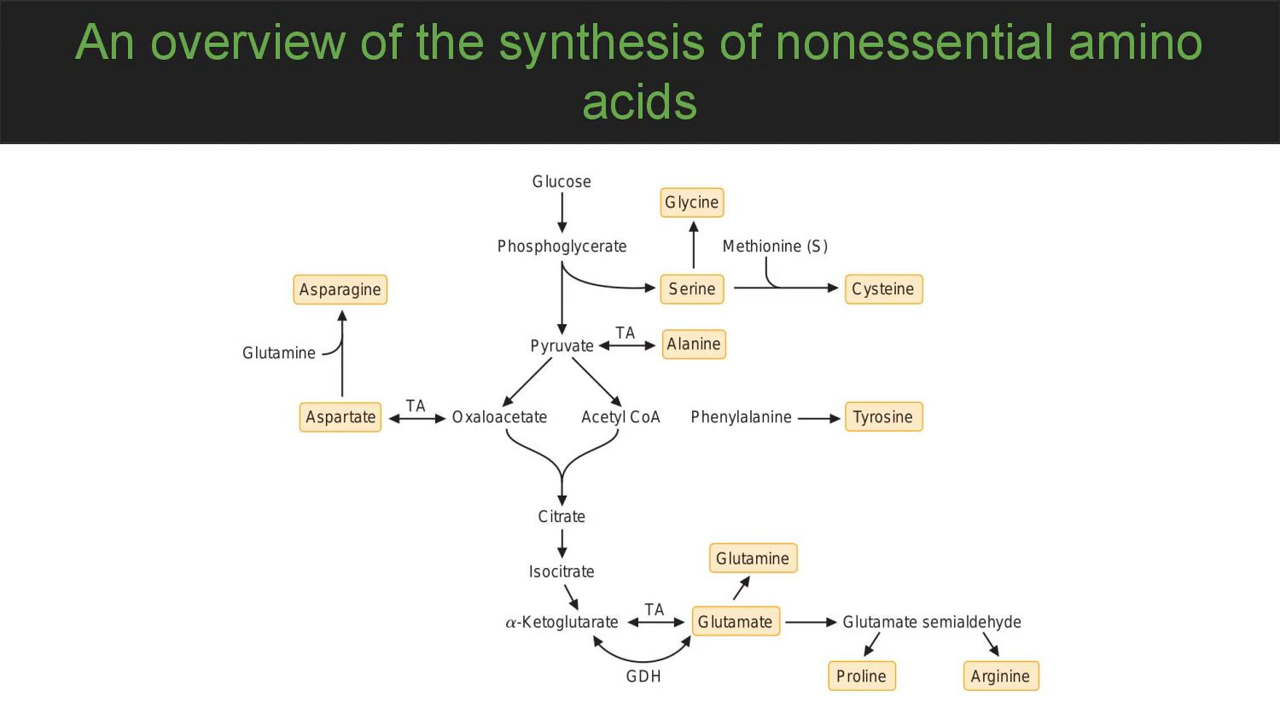 An overview of the synthesis of nonessential amino
acids
Glucose
Glycine
Phosphoglycerate
Methionine (S)
Asparagine
Serine
Cysteine
TA
Glutamine
Pyruvate
Alanine
TA
Aspartate
Oxaloacetate
Acetyl CoA
Phenylalanine
Tyrosine
Citrate
Glutamine
Isocitrate
TA
α-Ketoglutarate
Glutamate
Glutamate semialdehyde
GDH
Proline
Arginine